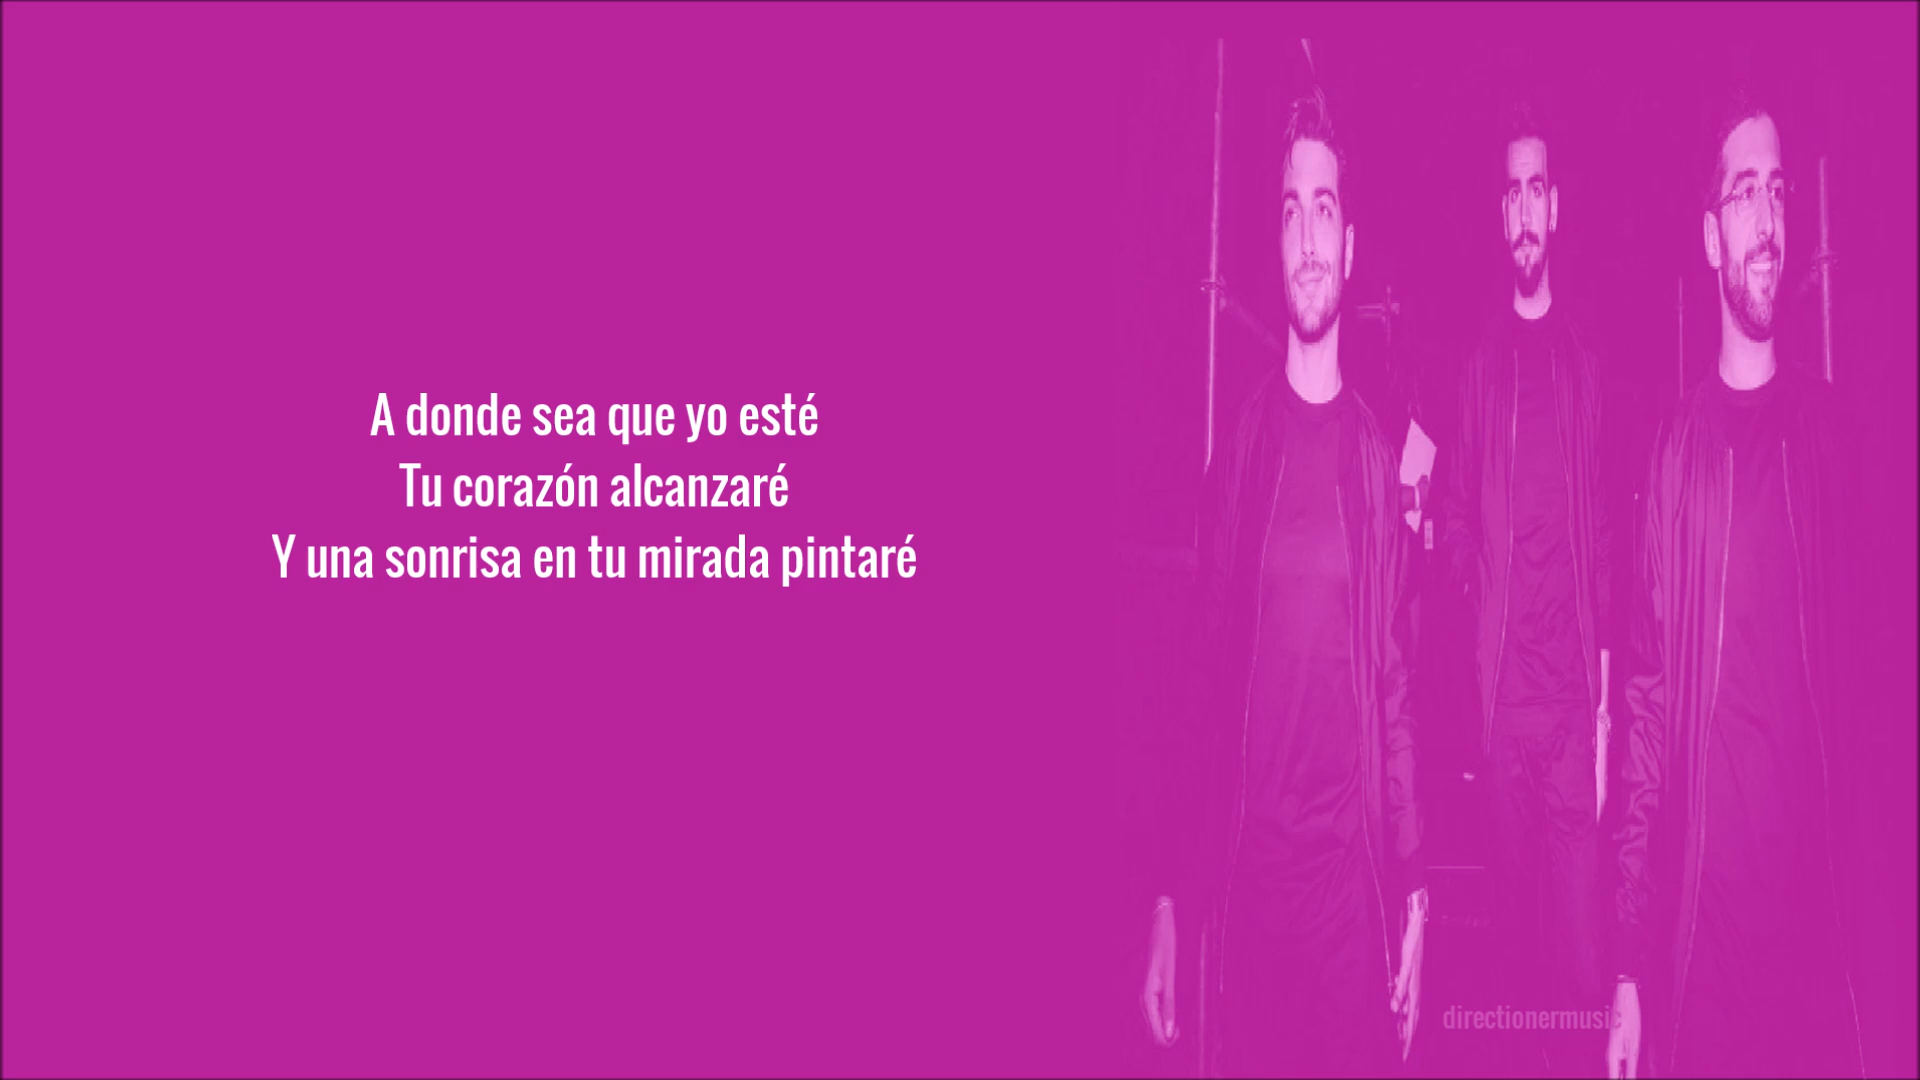 A donde sea que yo esté
Tu corazón alcanzaré
Y una sonrisa en tu mirada pintaré
directionermusic